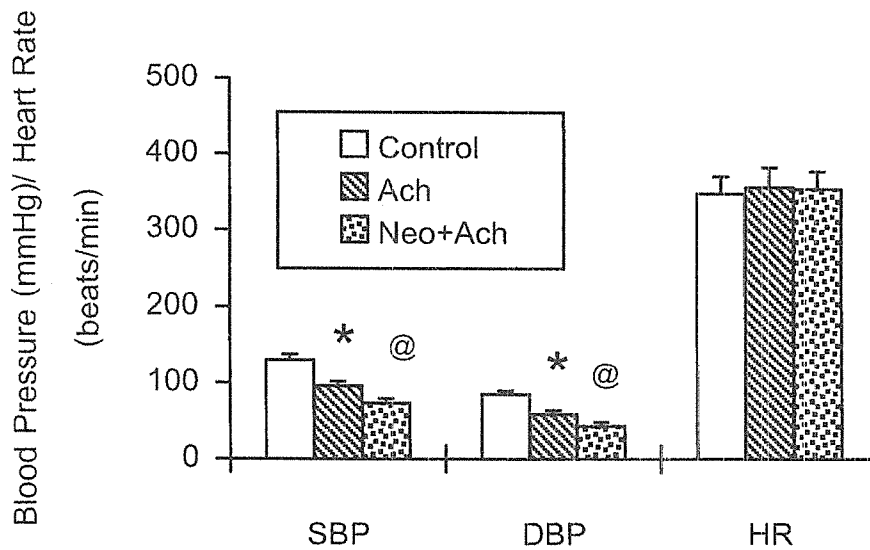 Blood Pressure (mmHg)/ Heart Rate
(beats/min)
500
400
300
200
100
0
Control
Ach
Neo+Ach
*
@
*
@
SBP DBP HR